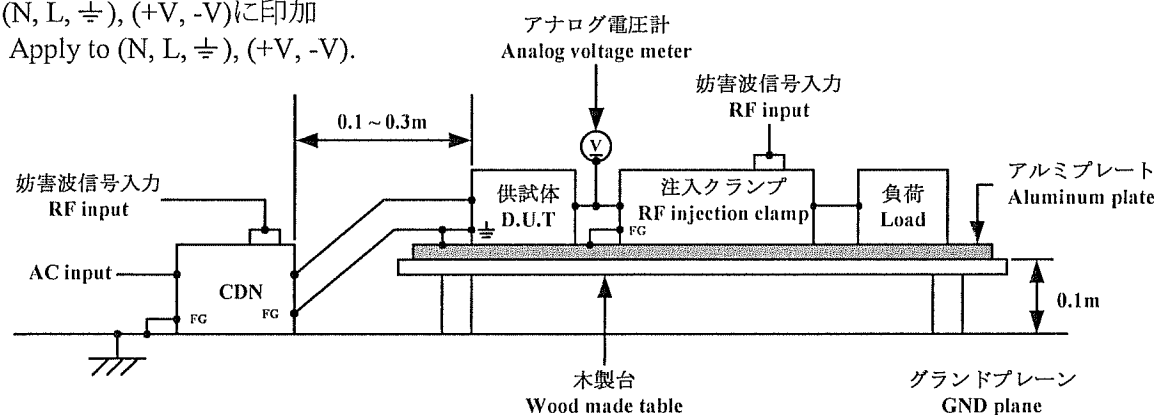 (N, L, ⏚), (+V, -V)に印加
Apply to (N, L, ⏚), (+V, -V).
アナログ電圧計
Analog voltage meter
妨害波信号入力
RF input
0.1 ~ 0.3m
V
妨害波信号入力
RF input
供試体
D.U.T
注入クランプ
RF injection clamp
FG
負荷
Load
アルミプレート
Aluminum plate
AC input
CDN
FG
FG
0.1m
木製台
Wood made table
グランドプレーン
GND plane